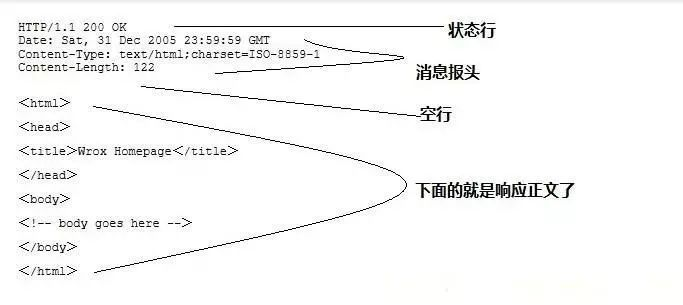 HTTP/1.1 200 OK
状态行
Date: Sat, 31 Dec 2005 23:59:59 GMT
Content-Type: text/html;charset=ISO-8859-1
Content-Length: 122
消息报头
空行
<html>
<head>
<title>Wrox Homepage</title>
</head>
<body>
下面的就是响应正文了
<!-- body goes here -->
</body>
</html>